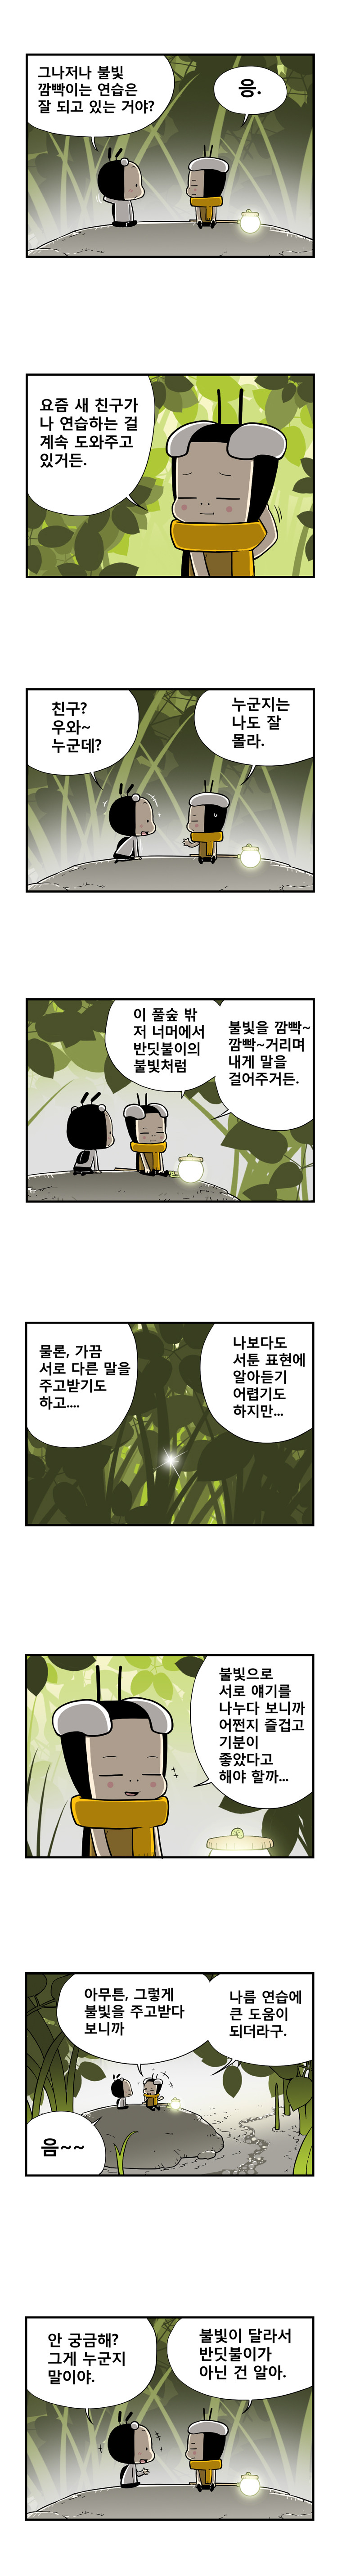 그나저나 불빛
깜빡이는 연습은
잘 되고 있는 거야?
응.
요즘 새 친구가
나 연습하는 걸
계속 도와주고
있거든.
친구?
우와~
누군데?
누군지는
나도 잘
몰라.
이 풀숲 밖
저 너머에서
반딧불이의
불빛처럼
불빛을 깜빡~
깜빡~거리며
내게 말을
걸어주거든.
물론, 가끔
서로 다른 말을
주고받기도
하고....
나보다도
서툰 표현에
알아듣기
어렵기도
하지만...
불빛으로
서로 얘기를
나누다 보니까
어쩐지 즐겁고
기분이
좋았다고
해야 할까...
아무튼, 그렇게
불빛을 주고받다
보니까
나름 연습에
큰 도움이
되더라구.
음~~
안 궁금해?
그게 누군지
말이야.
불빛이 달라서
반딧불이가
아닌 건 알아.